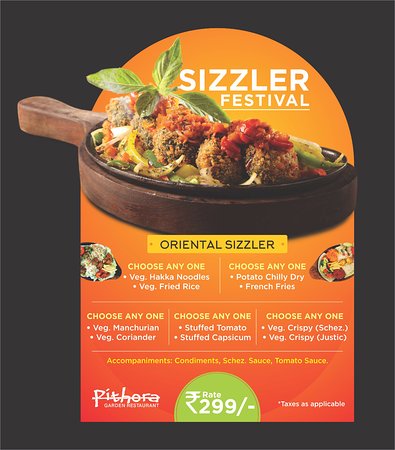 SIZZLER
FESTIVAL
ORIENTAL SIZZLER
CHOOSE ANY ONE
• Veg. Hakka Noodles
• Veg. Fried Rice
CHOOSE ANY ONE
• Potato Chilly Dry
• French Fries
CHOOSE ANY ONE
• Veg. Manchurian
• Veg. Coriander
CHOOSE ANY ONE
• Stuffed Tomato
• Stuffed Capsicum
CHOOSE ANY ONE
• Veg. Crispy (Schez.)
• Veg. Crispy (Justic)
Accompaniments: Condiments, Schez. Sauce, Tomato Sauce.
Pithora
GARDEN RESTAURANT
Rate
₹299/-
*Taxes as applicable